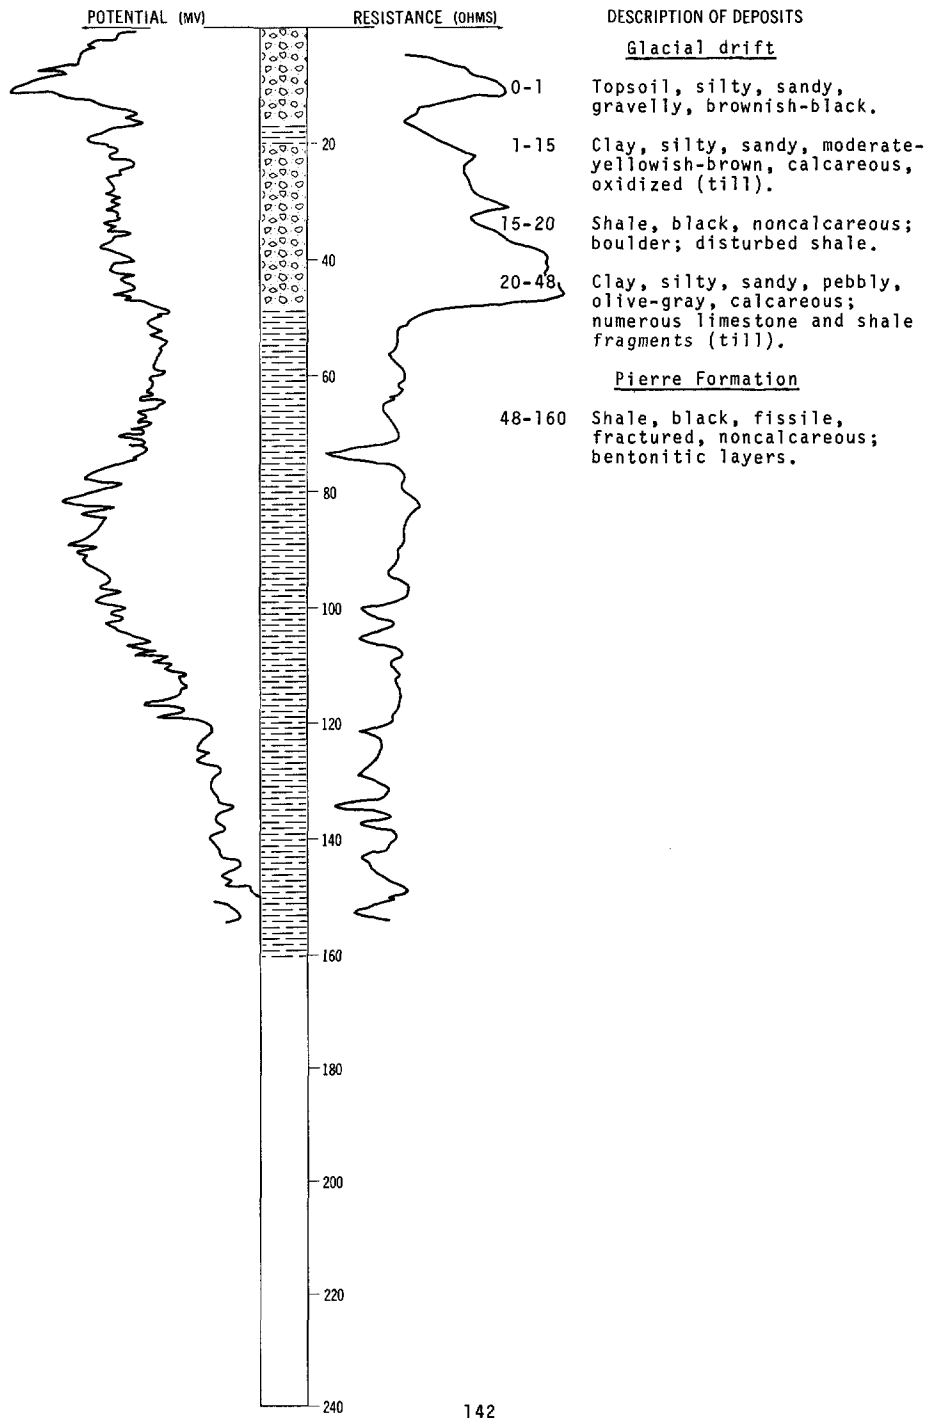 POTENTIAL (MV)
RESISTANCE (OHMS)
DESCRIPTION OF DEPOSITS
Glacial drift
0-1 Topsoil, silty, sandy,
gravelly, brownish-black.
1-15 Clay, silty, sandy, moderate-
yellowish-brown, calcareous,
oxidized (till).
15-20 Shale, black, noncalcareous;
boulder; disturbed shale.
20-48 Clay, silty, sandy, pebbly,
olive-gray, calcareous;
numerous limestone and shale
fragments (till).
Pierre Formation
48-160 Shale, black, fissile,
fractured, noncalcareous;
bentonitic layers.
20
40
60
80
100
120
140
160
180
200
220
240
142